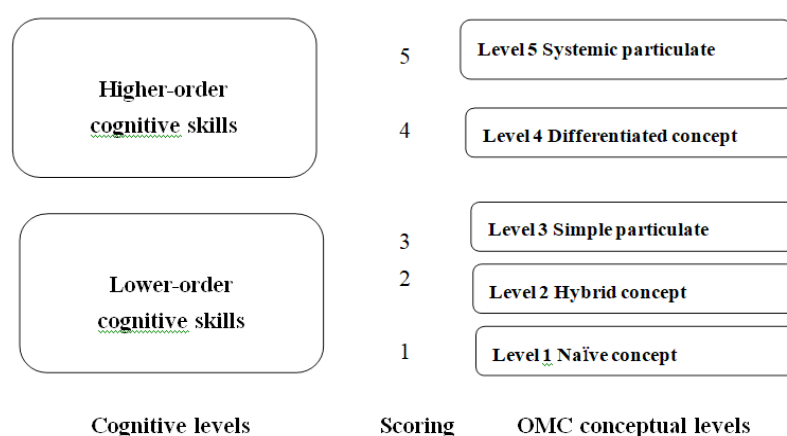 Higher-order
cognitive skills
5
Level 5 Systemic particulate
4
Level 4 Differentiated concept
Lower-order
cognitive skills
3
Level 3 Simple particulate
2
Level 2 Hybrid concept
1
Level 1 Naïve concept
Cognitive levels
Scoring
OMC conceptual levels